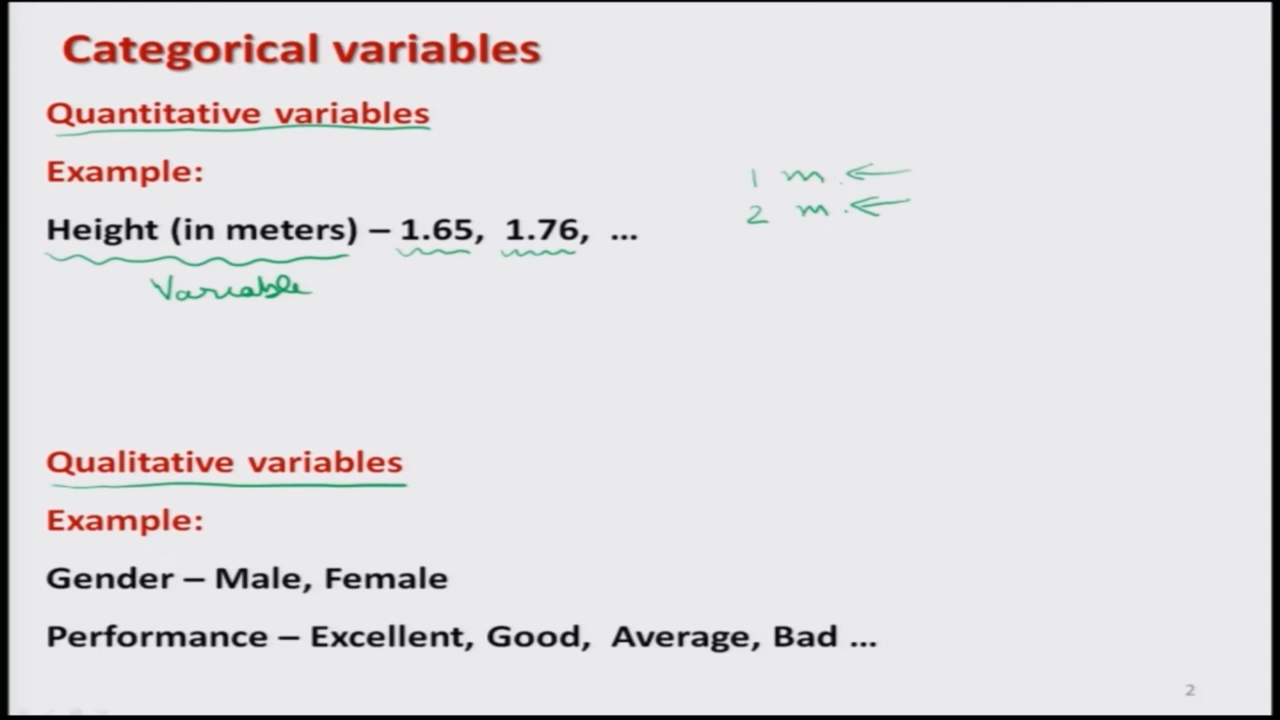 Categorical variables
Quantitative variables
Example:
1 m.
2 m.
Height (in meters) – 1.65, 1.76, ...
Variable
Qualitative variables
Example:
Gender – Male, Female
Performance – Excellent, Good, Average, Bad ...
2